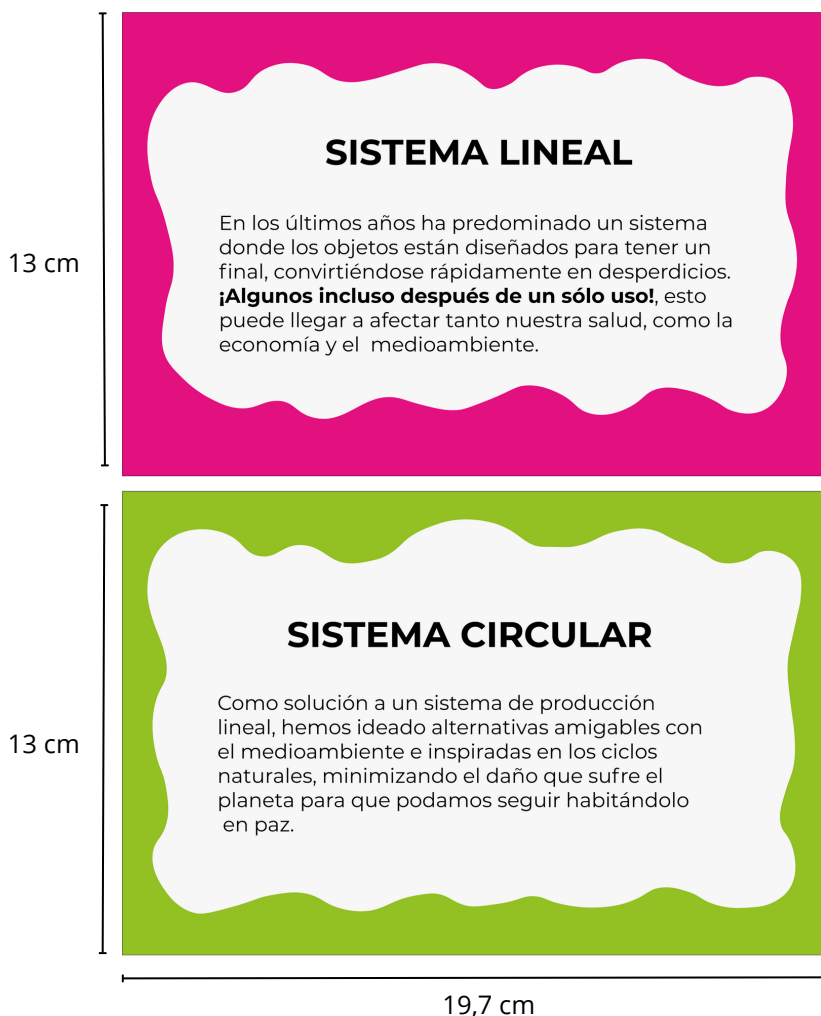 SISTEMA LINEAL
En los últimos años ha predominado un sistema
donde los objetos están diseñados para tener un
final, convirtiéndose rápidamente en desperdicios.
¡Algunos incluso después de un sólo uso!, esto
puede llegar a afectar tanto nuestra salud, como la
economía y el medioambiente.
13 cm
SISTEMA CIRCULAR
Como solución a un sistema de producción
lineal, hemos ideado alternativas amigables con
el medioambiente e inspiradas en los ciclos
naturales, minimizando el daño que sufre el
planeta para que podamos seguir habitándolo
en paz.
13 cm
19,7 cm